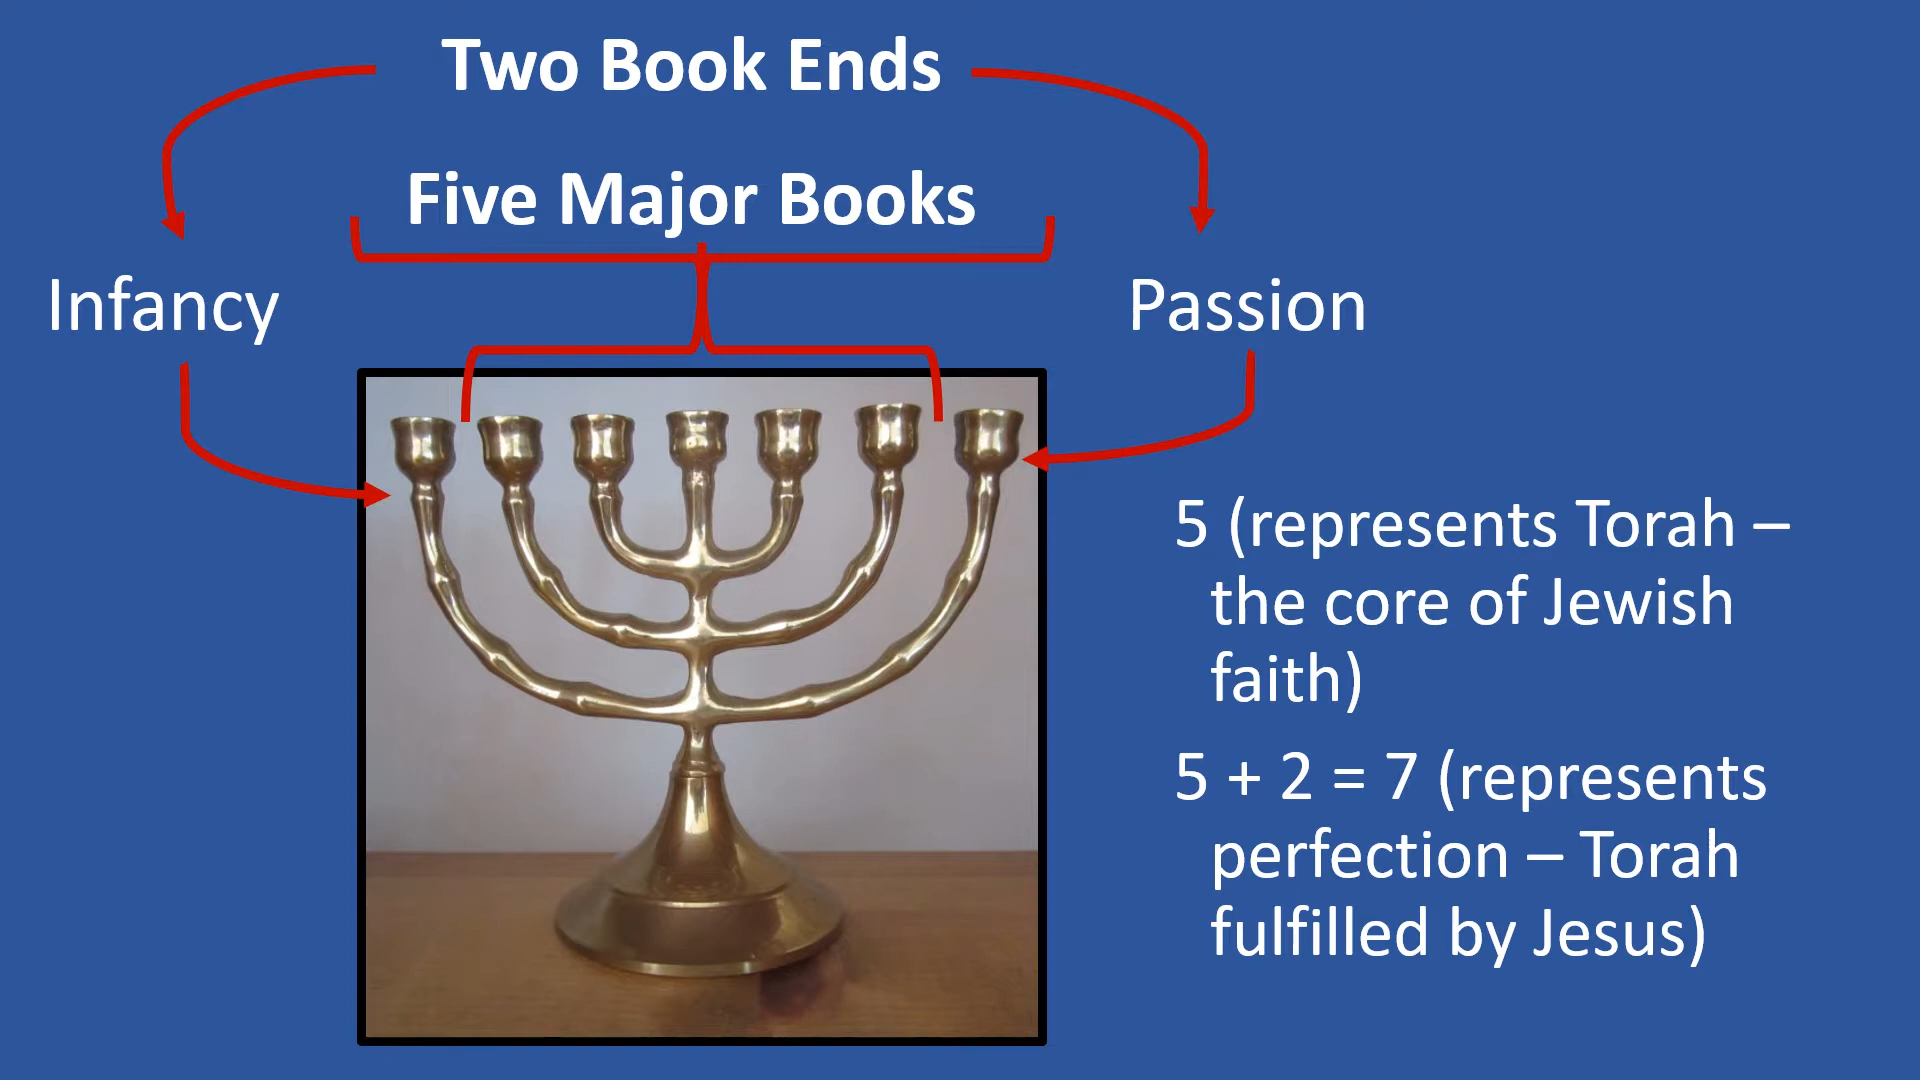 Two Book Ends
Five Major Books
Infancy
Passion
5 (represents Torah –
the core of Jewish
faith)
5 + 2 = 7 (represents
perfection – Torah
fulfilled by Jesus)